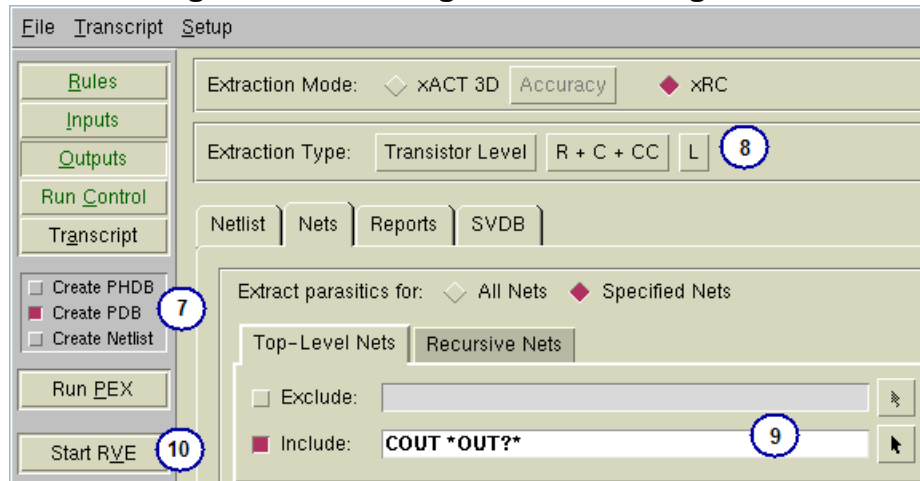 File Transcript Setup
Rules
Inputs
Outputs
Run Control
Transcript
Create PHDB
Create PDB
Create Netlist
7
Run PEX
Start RVE
10
Extraction Mode: xACT 3D Accuracy xRC
Extraction Type: Transistor Level R + C + CC L 8
Netlist Nets Reports SVDB
Extract parasitics for: All Nets Specified Nets
Top-Level Nets Recursive Nets
Exclude:
Include: COUT *OUT?* 9